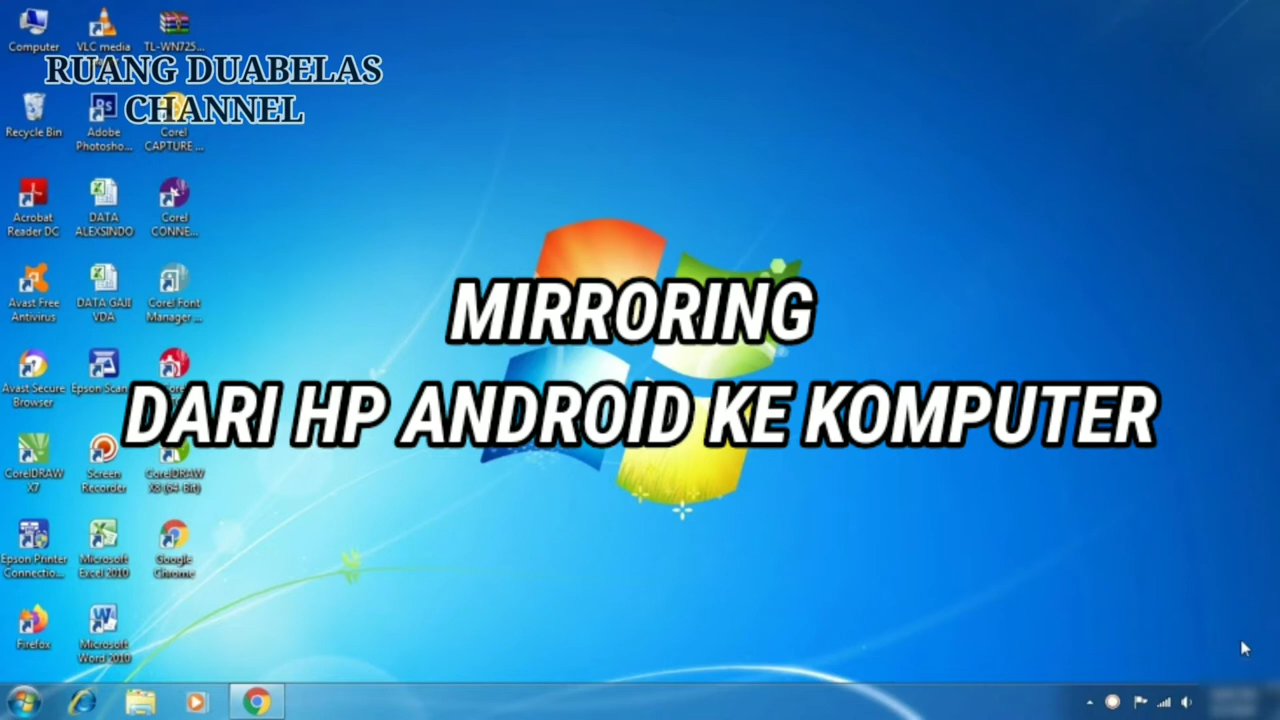 Computer
VLC media
TL-WN725...
RUANG DUABELAS
CHANNEL
Recycle Bin
Adobe
Photosho...
Corel
CAPTURE ...
Acrobat
Reader DC
DATA
ALEXSINDO
Corel
CONNE...
Avast Free
Antivirus
DATA GAJI
VDA
Corel Font
Manager ...
MIRRORING
DARI HP ANDROID KE KOMPUTER
Avast Secure
Browser
Epson Scan
CorelDRAW
X7
Screen
Recorder
CorelDRAW
X8 (64-Bit)
Epson Printer
Connectio...
Microsoft
Excel 2010
Google
Chrome
Firefox
Microsoft
Word 2010